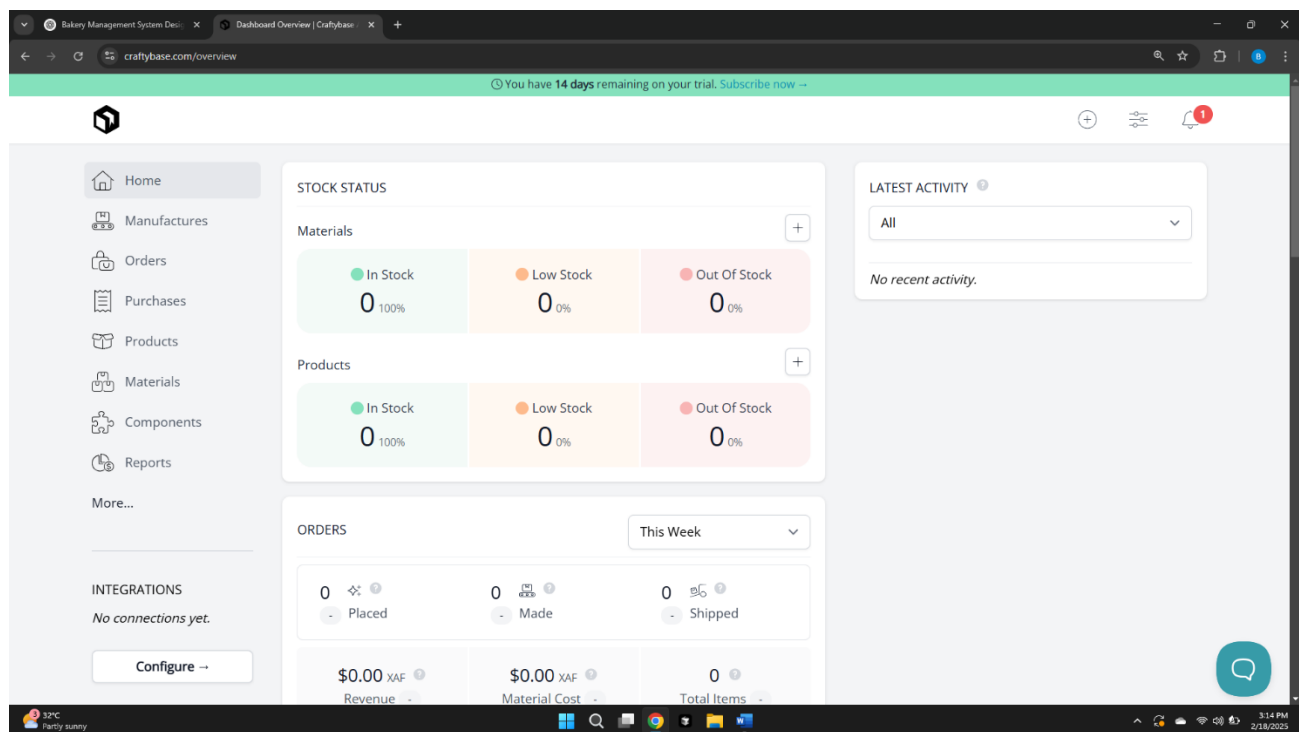 Bakery Management System Desig
Dashboard Overview | Craftybase
craftybase.com/overview
B
You have 14 days remaining on your trial. Subscribe now →
1
Home
Manufactures
Orders
Purchases
Products
Materials
Components
Reports
More...
INTEGRATIONS
No connections yet.
Configure →
STOCK STATUS
Materials
In Stock
0 100%
Low Stock
0 0%
Out Of Stock
0 0%
Products
In Stock
0 100%
Low Stock
0 0%
Out Of Stock
0 0%
ORDERS
This Week
0
- Placed
0
- Made
0
- Shipped
$0.00 XAF
Revenue -
$0.00 XAF
Material Cost -
0
Total Items -
LATEST ACTIVITY
All
No recent activity.
3
32°C
Partly sunny
3:14 PM
2/18/2025